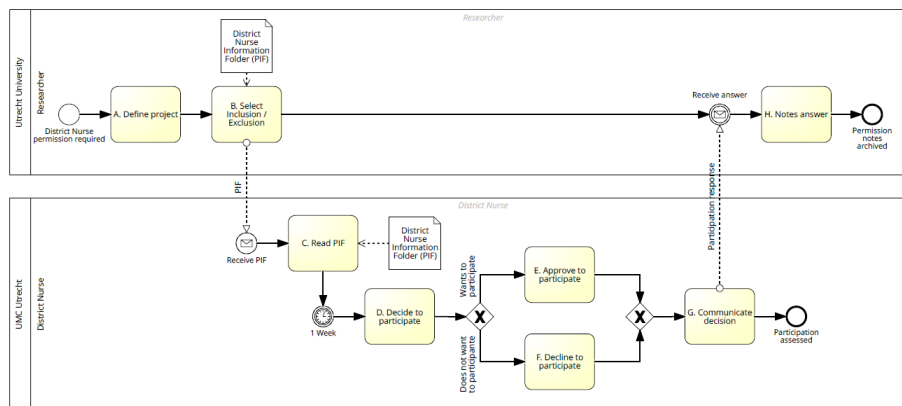 Researcher
Utrecht University
Researcher
District
Nurse
Information
Folder (PIF)
District Nurse
permission required
A. Define project
B. Select
Inclusion /
Exclusion
Receive answer
H. Notes answer
Permission
notes
archived
PIF
Participation response
District Nurse
UMC Utrecht
District Nurse
Receive PIF
C. Read PIF
District
Nurse
Information
Folder (PIF)
1 Week
D. Decide to
participate
Wants to
participate
Does not want
to participante
E. Approve to
participate
F. Decline to
participate
G. Communicate
decision
Participation
assessed